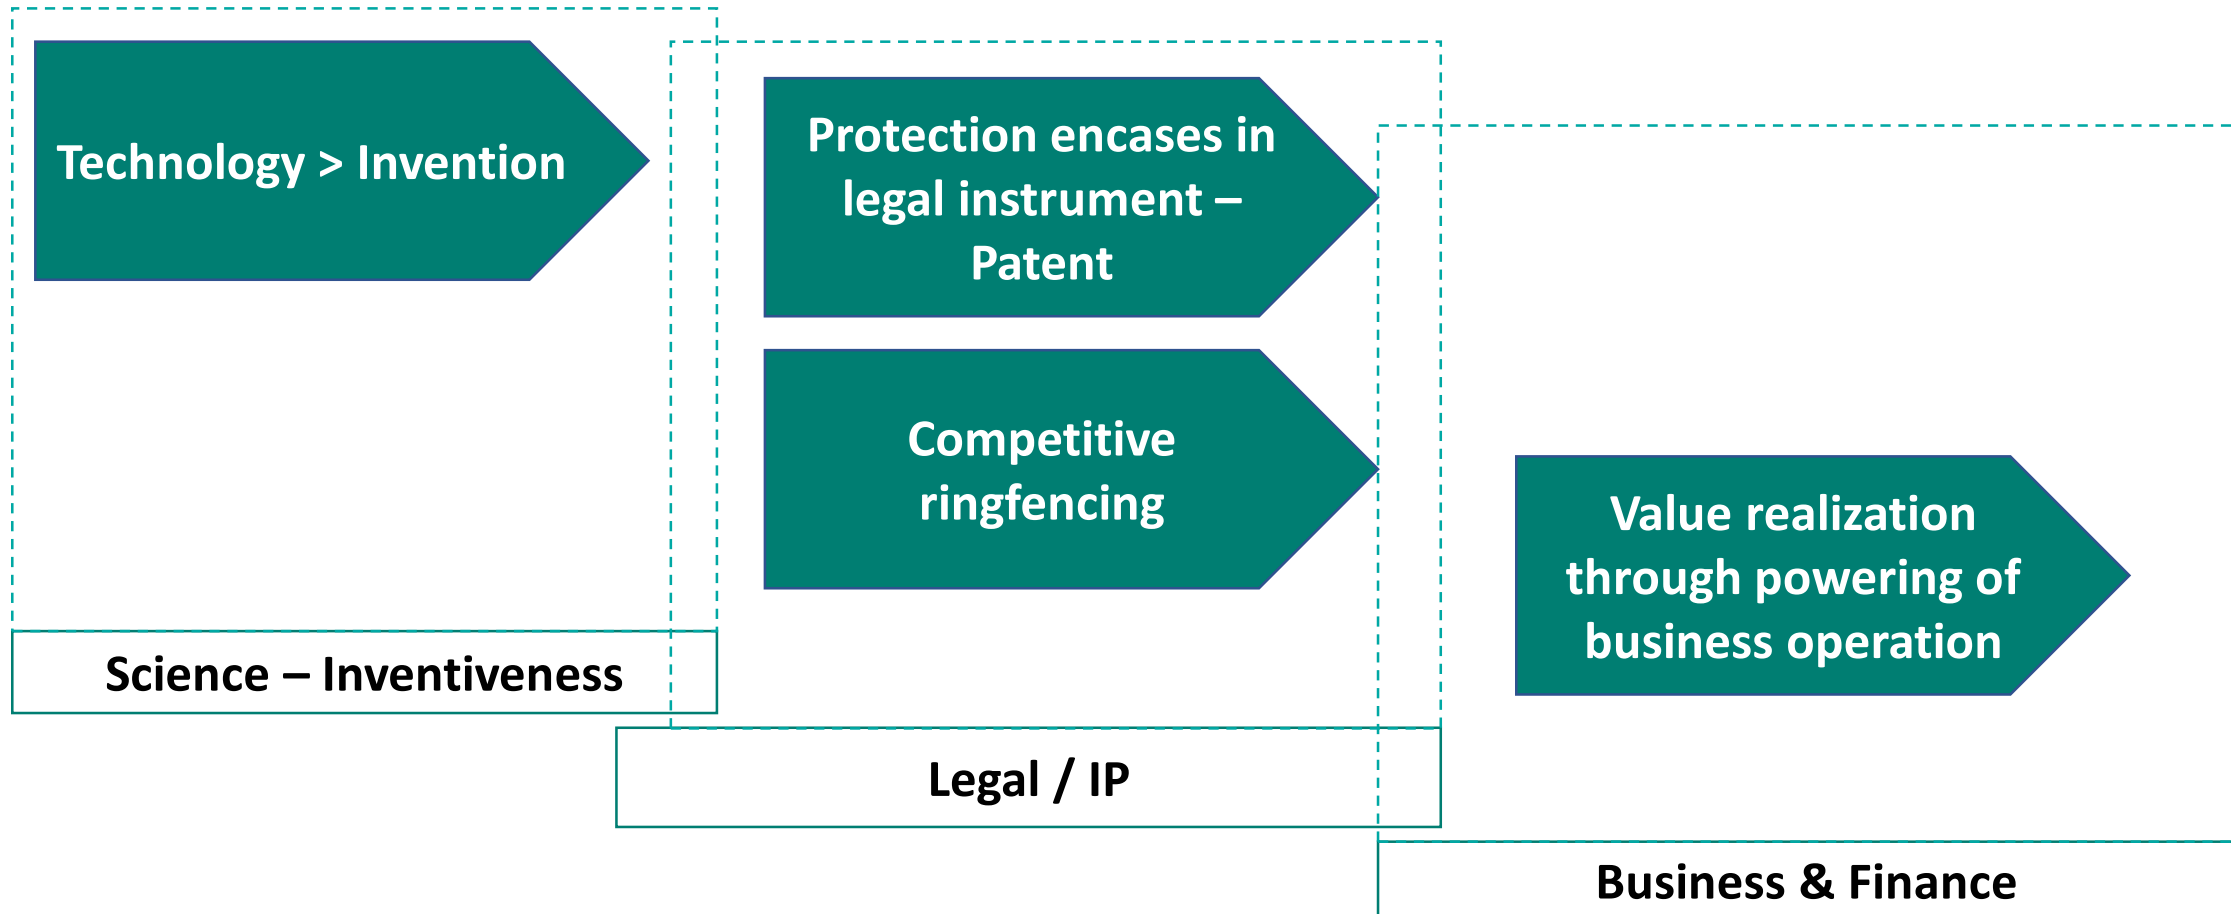 Technology > Invention
Protection encases in
legal instrument –
Patent
Competitive
ringfencing
Value realization
through powering of
business operation
Science – Inventiveness
Legal / IP
Business & Finance